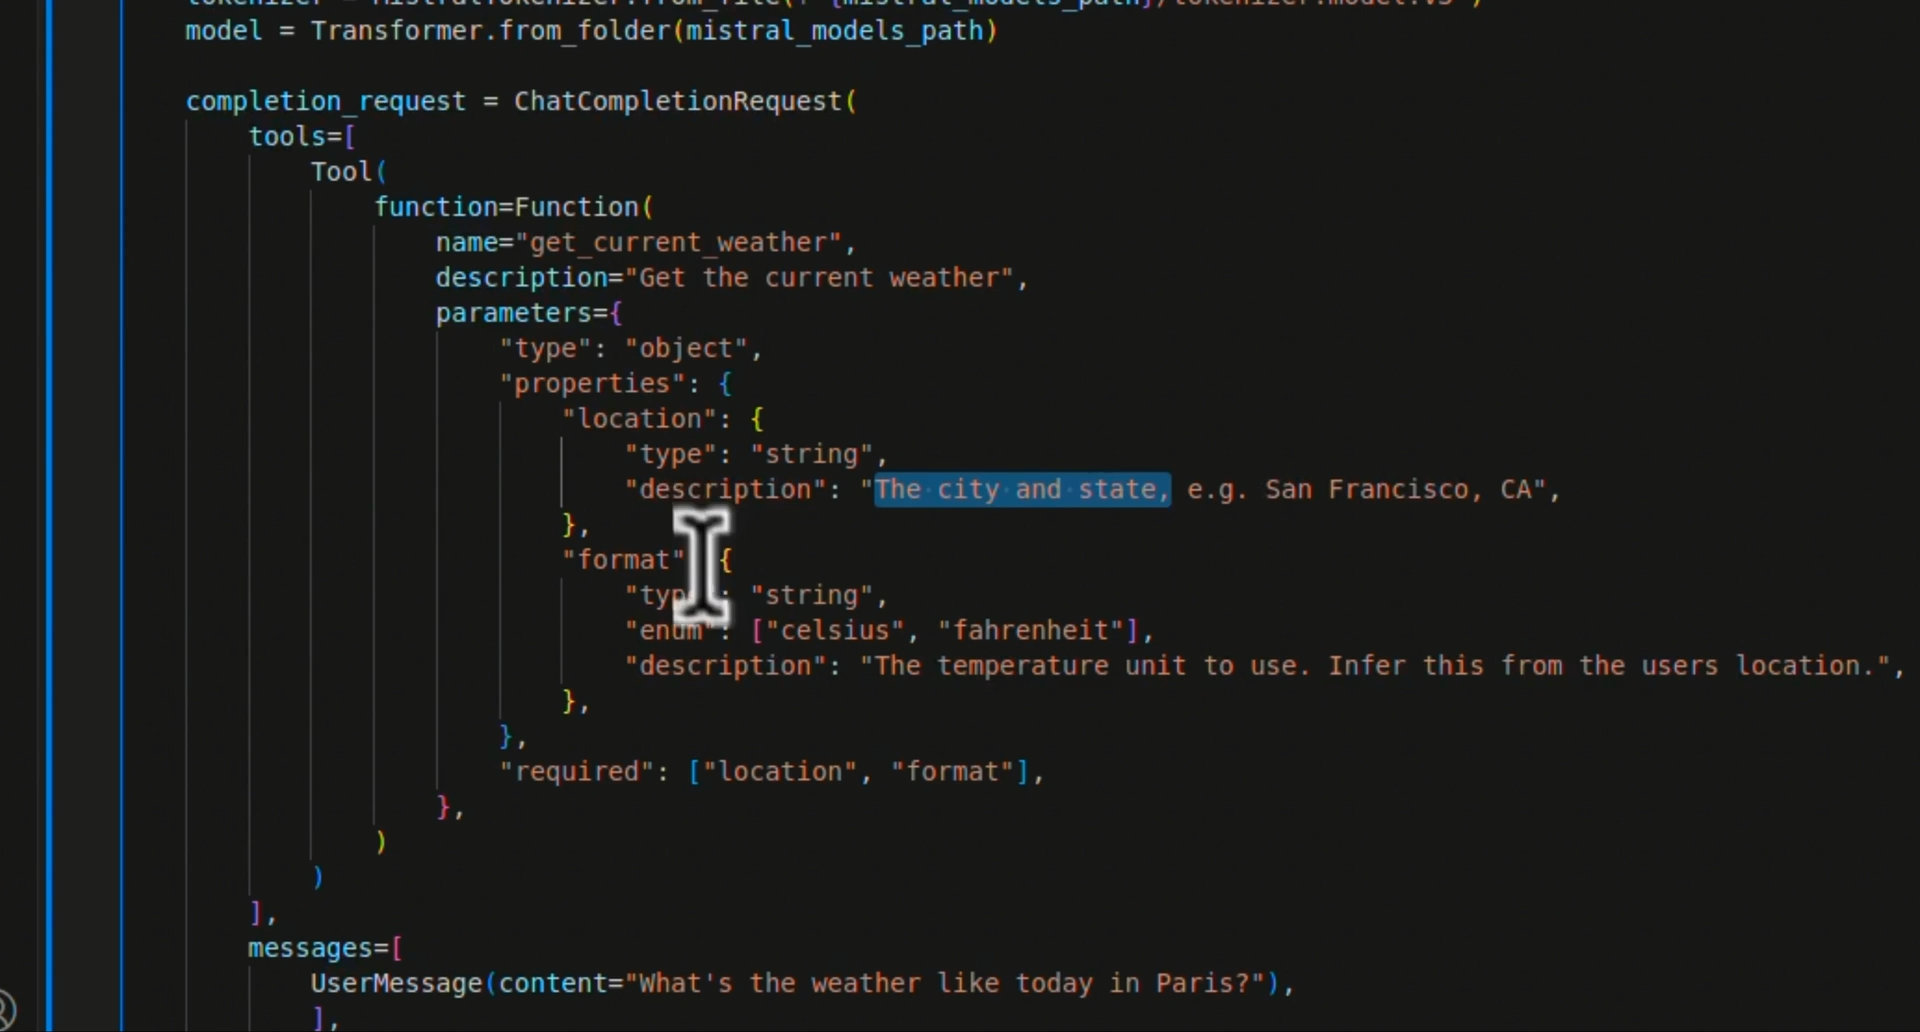 model = Transformer.from_folder(mistral_models_path)
completion_request = ChatCompletionRequest(
tools=[
Tool(
function=Function(
name="get_current_weather",
description="Get the current weather",
parameters={
"type": "object",
"properties": {
"location": {
"type": "string",
"description": "The city and state, e.g. San Francisco, CA",
},
"format" {
"typ : "string",
"enum": ["celsius", "fahrenheit"],
"description": "The temperature unit to use. Infer this from the users location.",
},
},
"required": ["location", "format"],
},
)
)
],
messages=[
UserMessage(content="What's the weather like today in Paris?"),
],